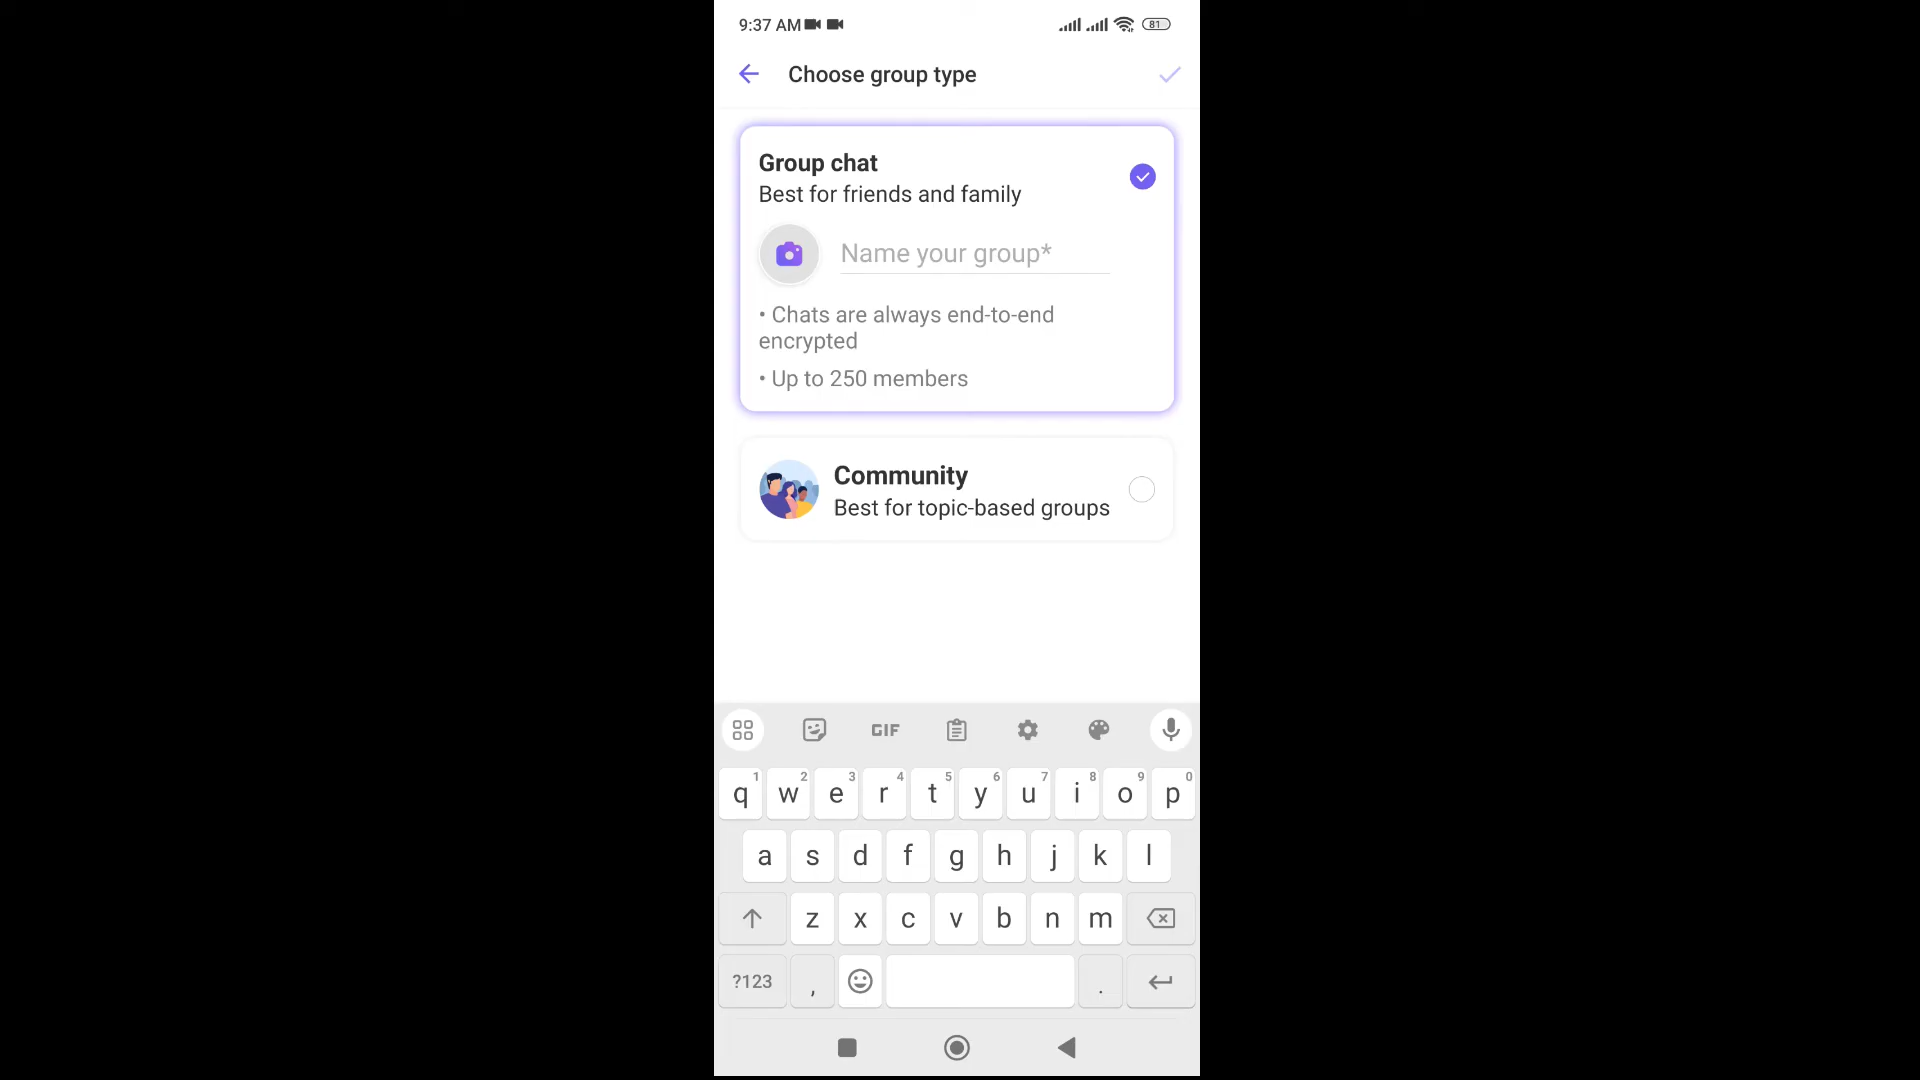 9:37 AM
81
Choose group type
Group chat
Best for friends and family
Name your group*
• Chats are always end-to-end
encrypted
• Up to 250 members
Community
Best for topic-based groups
GIF
1 2 3 4 5 6 7 8 9 0
q w e r t y u i o p
a s d f g h j k l
z x c v b n m
?123 , .